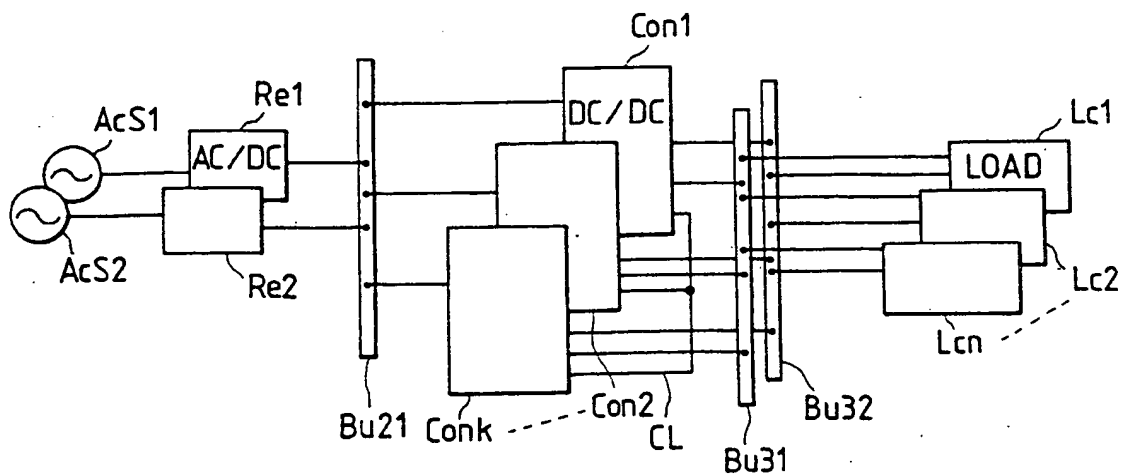 Con1
Re1
AcS1
AC/DC
DC/DC
Lc1
LOAD
AcS2
Re2
Lc2
Lcn
Bu21
Conk
Con2
CL
Bu32
Bu31